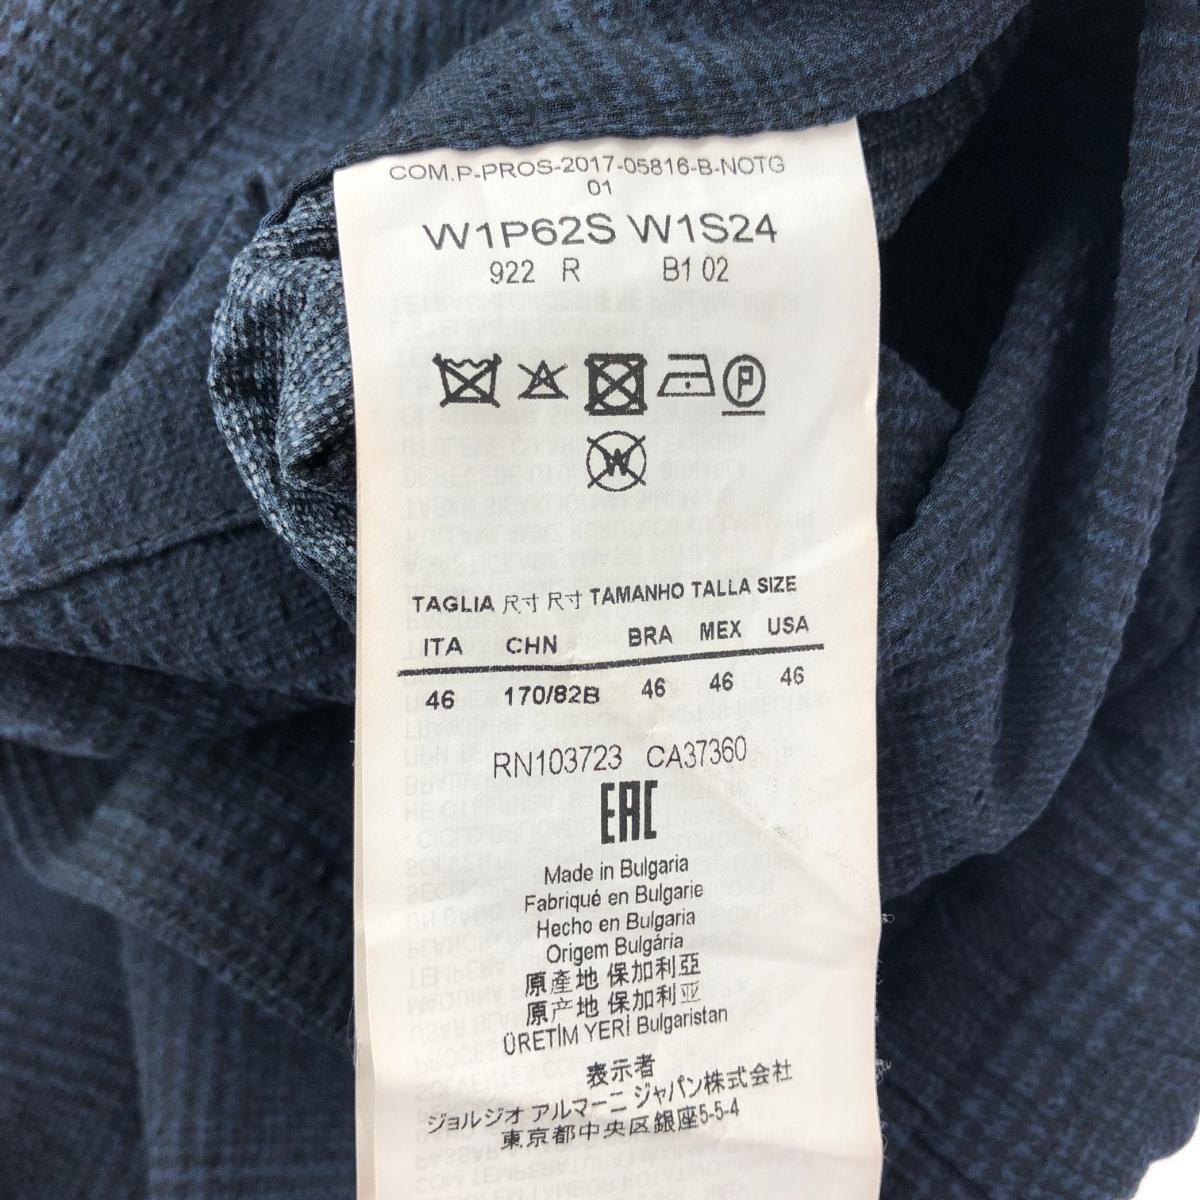 COM.P-PROS-2017-05816-B-NOTG
01
W1P62S W1S24
922 R B1 02
P
W
TAGLIA 尺寸 尺寸 TAMANHO TALLA SIZE
ITA CHN BRA MEX USA
46 170/82B 46 46 46
RN103723 CA37360
EAC
Made in Bulgaria
Fabriqué en Bulgarie
Hecho en Bulgaria
Origem Bulgária
原產地 保加利亞
原产地 保加利亚
ÜRETİM YERİ Bulgaristan
表示者
ジョルジオ アルマーニ ジャパン株式会社
東京都中央区銀座5-5-4